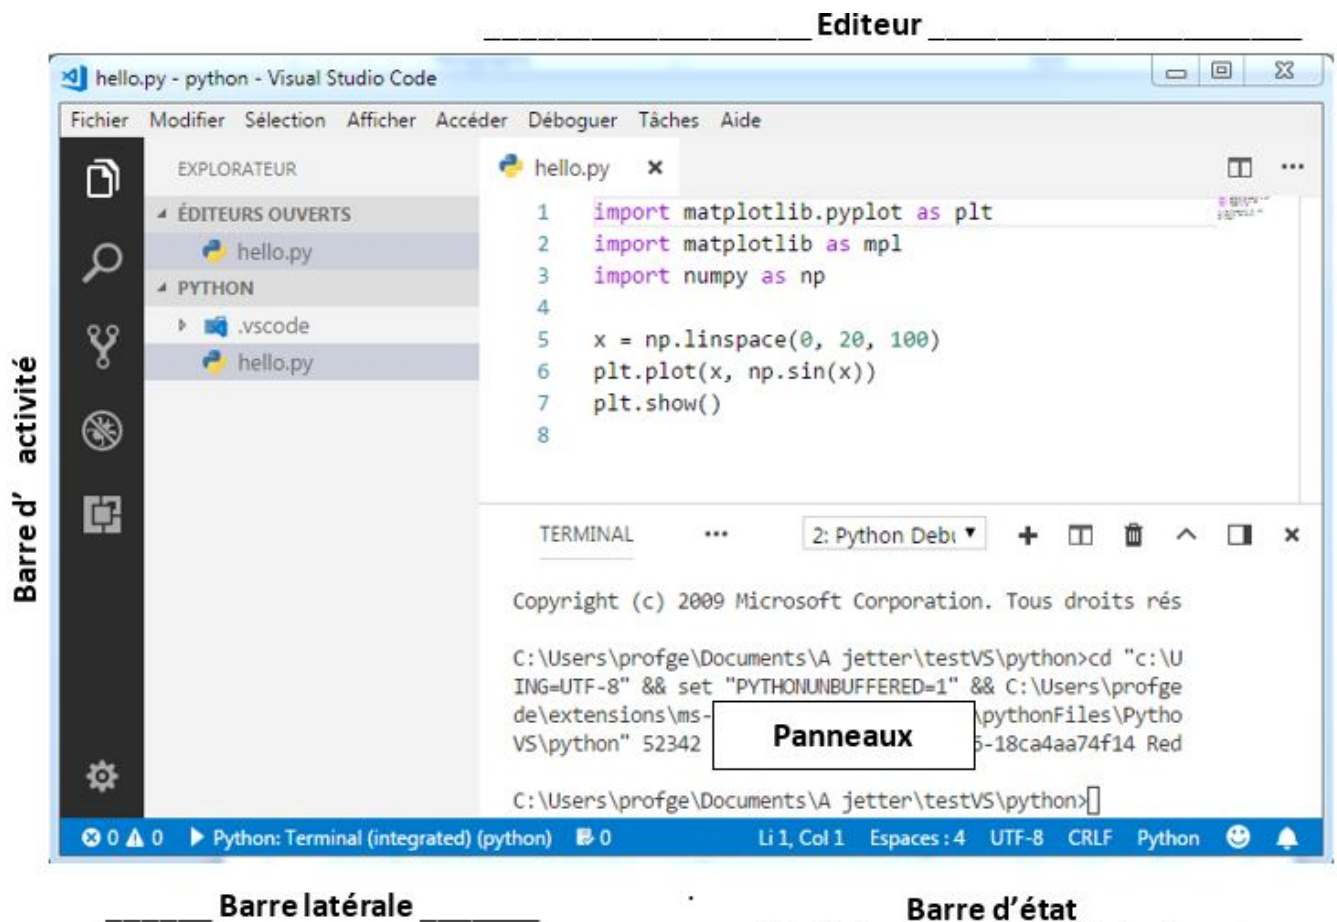 Editeur
hello.py - python - Visual Studio Code
Fichier Modifier Sélection Afficher Accéder Déboguer Tâches Aide
EXPLORATEUR
ÉDITEURS OUVERTS
hello.py
PYTHON
.vscode
hello.py
Barre d' activité
hello.py
1 import matplotlib.pyplot as plt
2 import matplotlib as mpl
3 import numpy as np
4
5 x = np.linspace(0, 20, 100)
6 plt.plot(x, np.sin(x))
7 plt.show()
8
TERMINAL ... 2: Python Debu
Copyright (c) 2009 Microsoft Corporation. Tous droits rés
C:\Users\profge\Documents\A jetter\testVS\python>cd "c:\U
ING=UTF-8" && set "PYTHONUNBUFFERED=1" && C:\Users\profge
de\extensions\ms- \pythonFiles\Pytho
VS\python" 52342 -18ca4aa74f14 Red
Panneaux
C:\Users\profge\Documents\A jetter\testVS\python>
0 0 Python: Terminal (integrated) (python) 0 Li 1, Col 1 Espaces : 4 UTF-8 CRLF Python
Barre latérale
Barre d'état